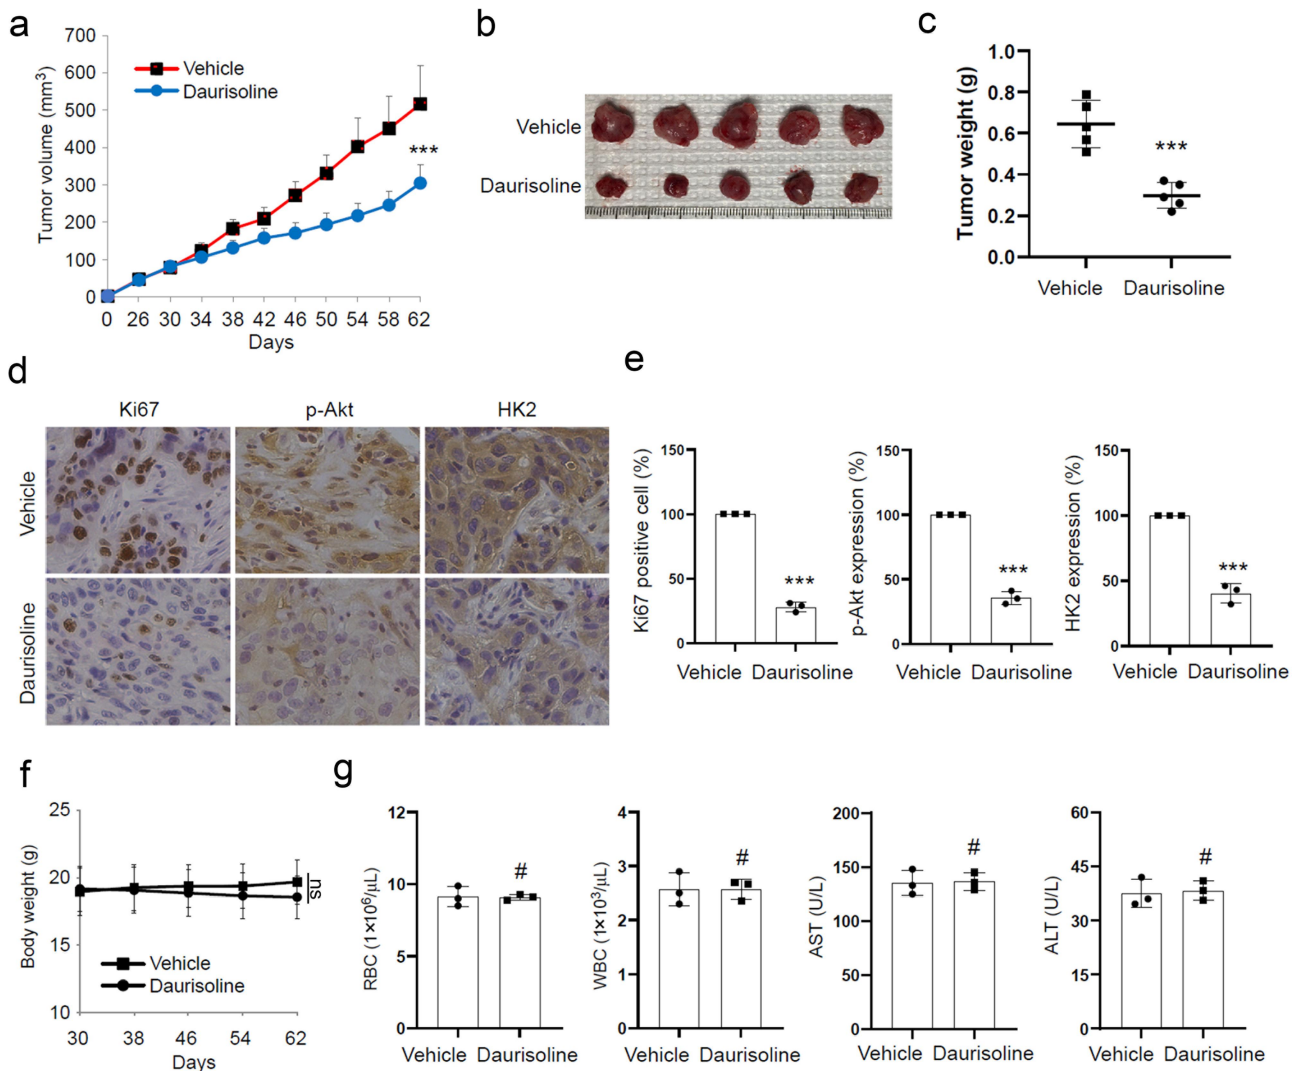 a
700
600
500
400
300
200
100
0
Tumor volume (mm³)
Vehicle
Daurisoline
***
0 26 30 34 38 42 46 50 54 58 62
Days
b
Vehicle
Daurisoline
c
1.0
0.8
0.6
0.4
0.2
0.0
Tumor weight (g)
***
Vehicle Daurisoline
d
Ki67 p-Akt HK2
Vehicle
Daurisoline
e
150
100
50
0
Ki67 positive cell (%)
***
Vehicle Daurisoline
150
100
50
0
p-Akt expression (%)
***
Vehicle Daurisoline
150
100
50
0
HK2 expression (%)
***
Vehicle Daurisoline
f
25
20
15
10
Body weight (g)
ns
Vehicle
Daurisoline
30 38 46 54 62
Days
g
12
10
5
0
RBC (1×10⁶/μL)
#
Vehicle Daurisoline
4
3
2
1
0
WBC (1×10³/μL)
#
Vehicle Daurisoline
200
150
100
50
0
AST (U/L)
#
Vehicle Daurisoline
60
45
30
15
0
ALT (U/L)
#
Vehicle Daurisoline